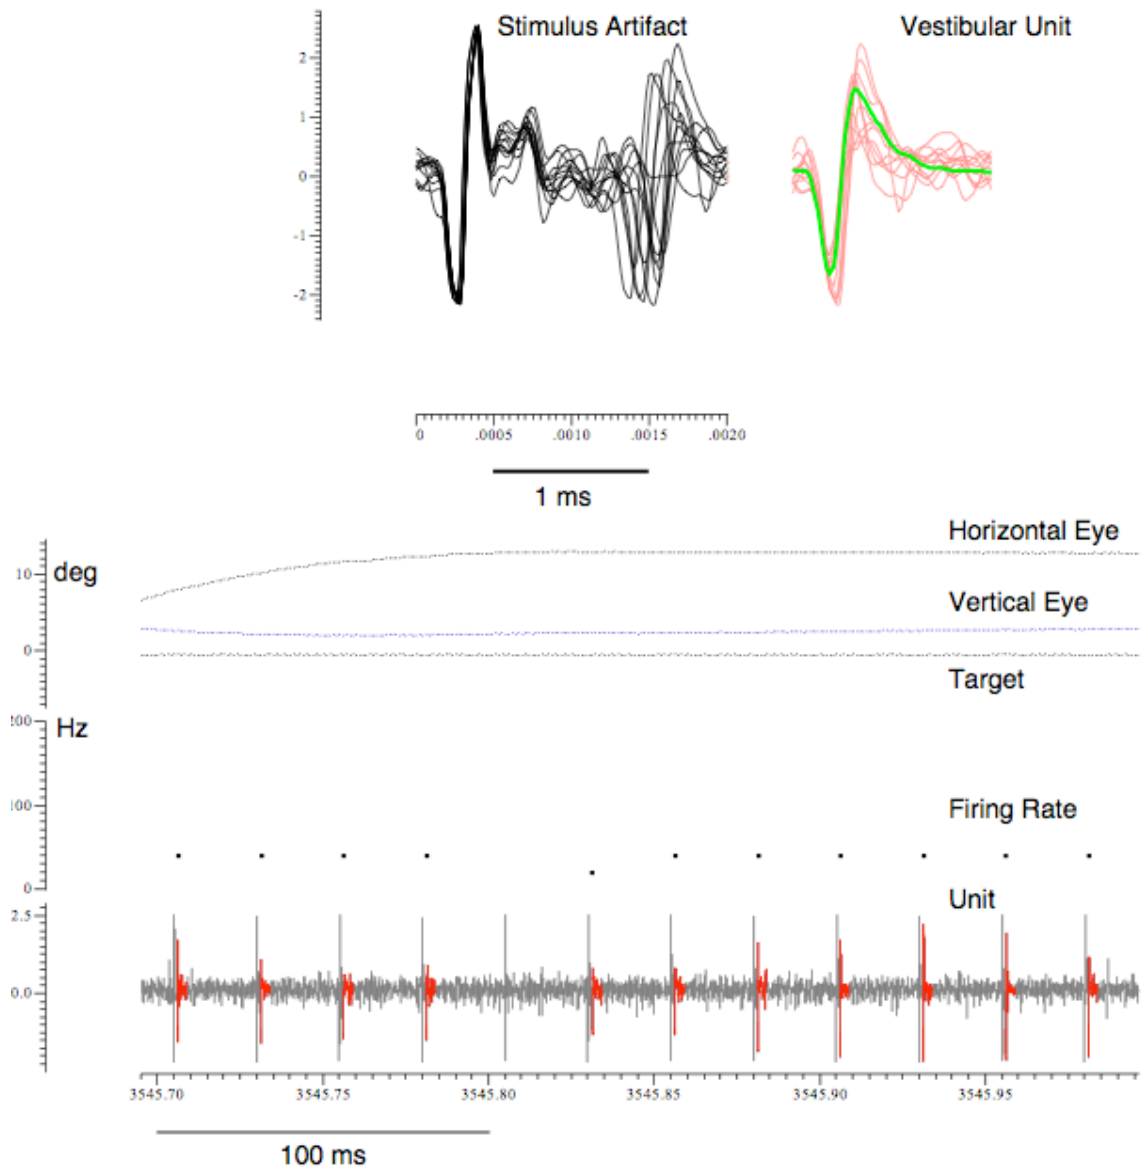 Stimulus Artifact
Vestibular Unit
2
1
0
-1
-2
0 .0005 .0010 .0015 .0020
1 ms
Horizontal Eye
deg
10
Vertical Eye
0
Target
200
Hz
100
Firing Rate
0
Unit
2.5
0.0
3545.70 3545.75 3545.80 3545.85 3545.90 3545.95
100 ms